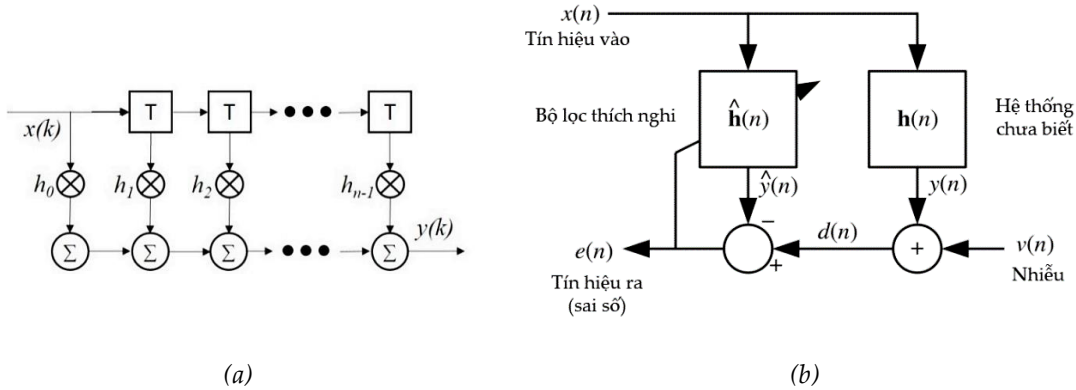 x(k)
T
T
T
h0
h1
h2
hn-1
Σ
Σ
Σ
Σ
y(k)
(a)
x(n)
Tín hiệu vào
Bộ lọc thích nghi
ĥ(n)
h(n)
Hệ thống
chưa biết
ŷ(n)
y(n)
−
+
d(n)
+
v(n)
Nhiễu
e(n)
Tín hiệu ra
(sai số)
(b)